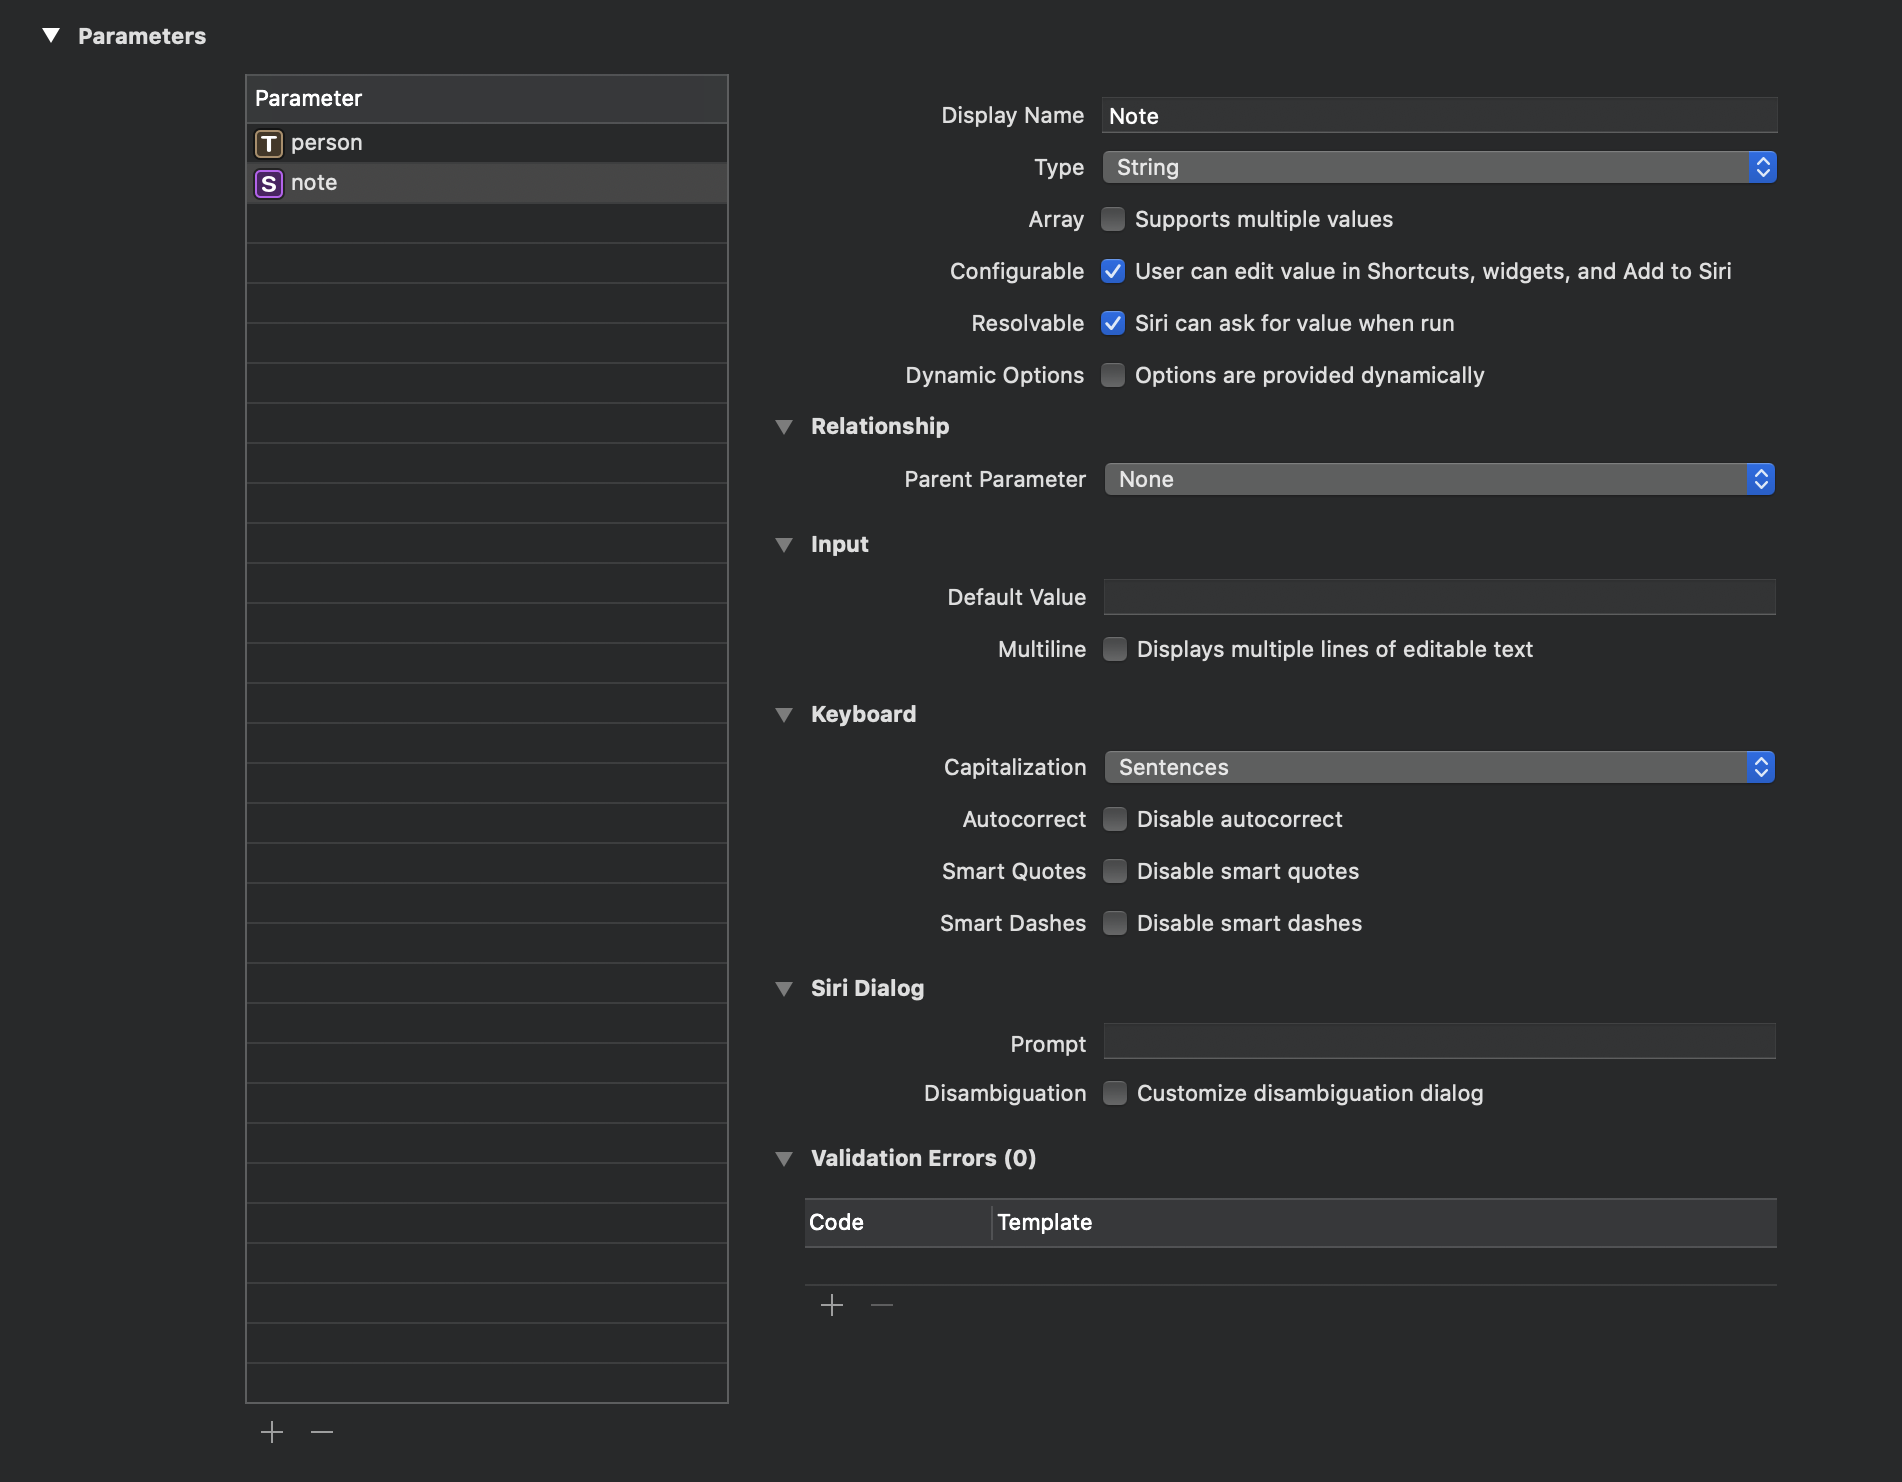 Parameters
Parameter
T person
S note
Display Name Note
Type String
Array Supports multiple values
Configurable User can edit value in Shortcuts, widgets, and Add to Siri
Resolvable Siri can ask for value when run
Dynamic Options Options are provided dynamically
Relationship
Parent Parameter None
Input
Default Value
Multiline Displays multiple lines of editable text
Keyboard
Capitalization Sentences
Autocorrect Disable autocorrect
Smart Quotes Disable smart quotes
Smart Dashes Disable smart dashes
Siri Dialog
Prompt
Disambiguation Customize disambiguation dialog
Validation Errors (0)
Code Template